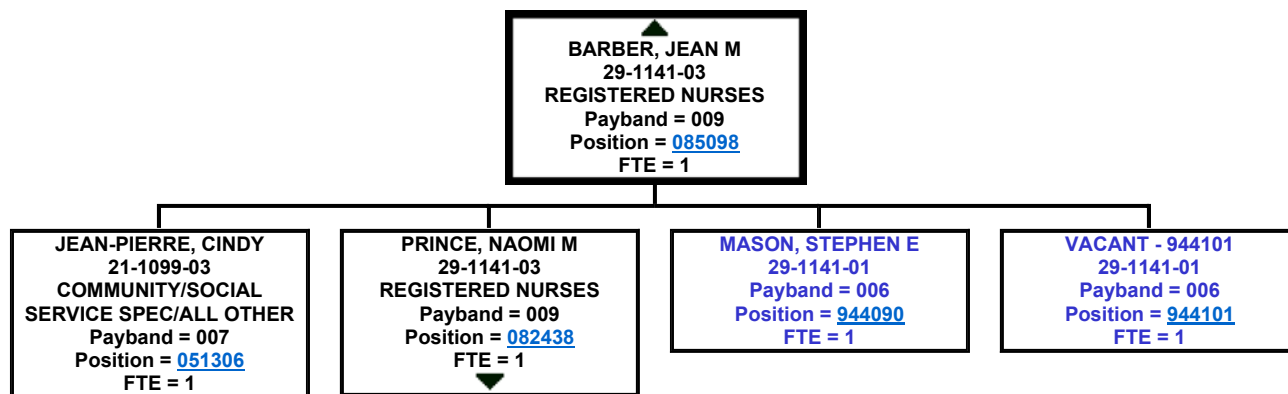 BARBER, JEAN M
29-1141-03
REGISTERED NURSES
Payband = 009
Position = 085098
FTE = 1
JEAN-PIERRE, CINDY
21-1099-03
COMMUNITY/SOCIAL
SERVICE SPEC/ALL OTHER
Payband = 007
Position = 051306
FTE = 1
PRINCE, NAOMI M
29-1141-03
REGISTERED NURSES
Payband = 009
Position = 082438
FTE = 1
MASON, STEPHEN E
29-1141-01
Payband = 006
Position = 944090
FTE = 1
VACANT - 944101
29-1141-01
Payband = 006
Position = 944101
FTE = 1